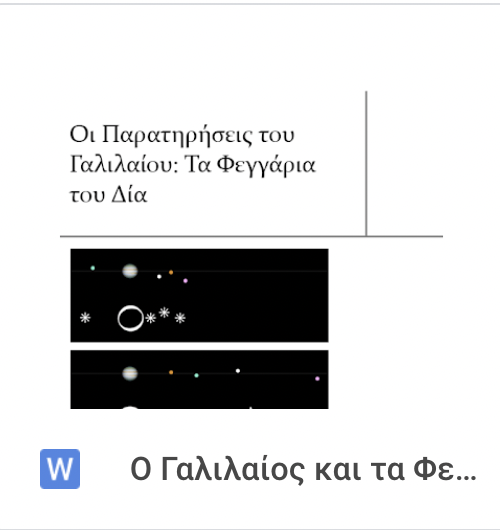 Οι Παρατηρήσεις του
Γαλιλαίου: Τα Φεγγάρια
του Δία
W
Ο Γαλιλαίος και τα Φε...